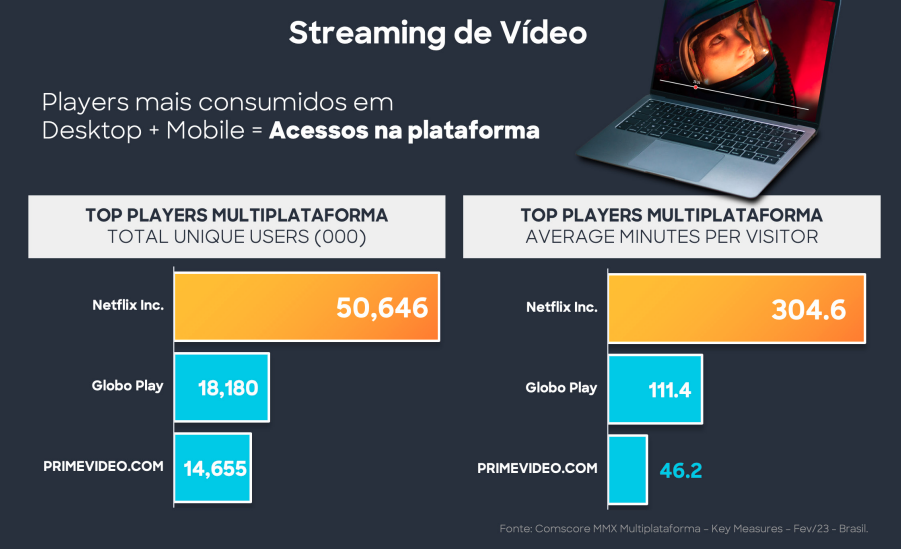 Streaming de Vídeo
Players mais consumidos em
Desktop + Mobile = Acessos na plataforma
TOP PLAYERS MULTIPLATAFORMA
TOTAL UNIQUE USERS (000)
Netflix Inc.
50,646
Globo Play
18,180
PRIMEVIDEO.COM
14,655
TOP PLAYERS MULTIPLATAFORMA
AVERAGE MINUTES PER VISITOR
Netflix Inc.
304.6
Globo Play
111.4
PRIMEVIDEO.COM
46.2
Fonte: Comscore MMX Multiplataforma – Key Measures – Fev/23 - Brasil.